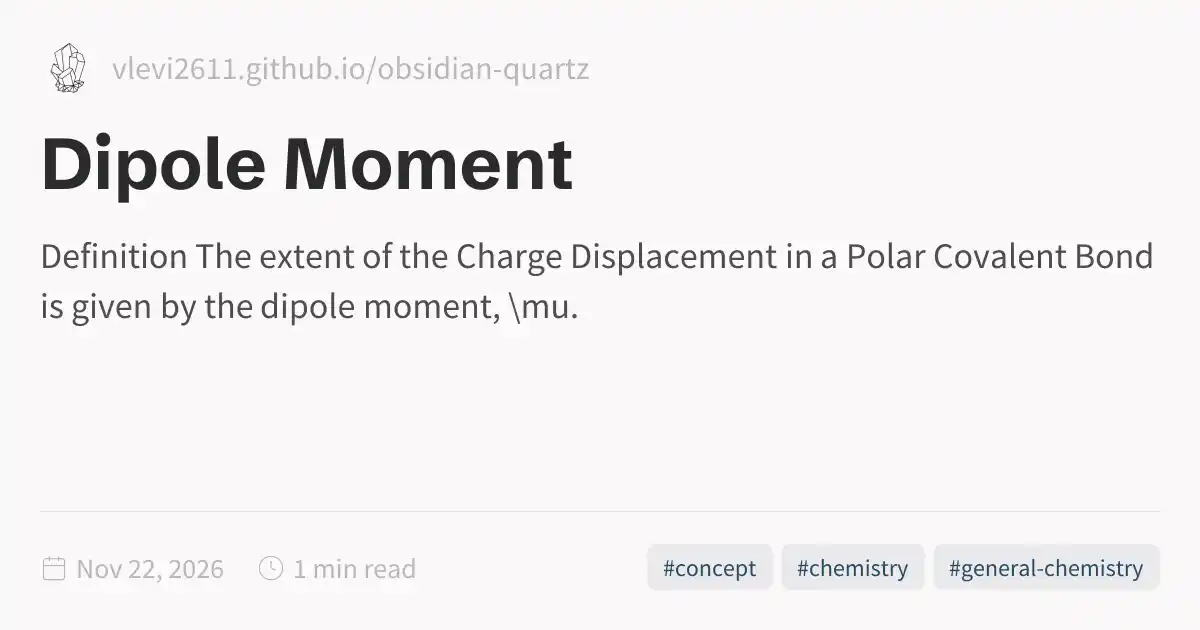 vlevi2611.github.io/obsidian-quartz
Dipole Moment
Definition The extent of the Charge Displacement in a Polar Covalent Bond
is given by the dipole moment, \mu.
Nov 22, 2026 1 min read #concept #chemistry #general-chemistry